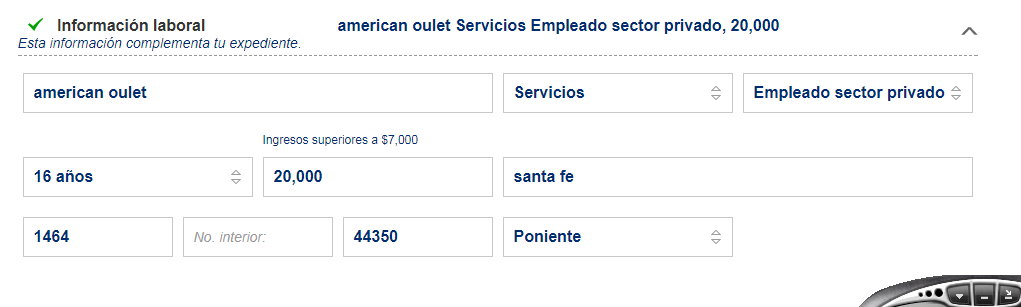 Información laboral american oulet Servicios Empleado sector privado, 20,000
Esta información complementa tu expediente.
american oulet Servicios Empleado sector privado
Ingresos superiores a $7,000
16 años 20,000 santa fe
1464 No. interior: 44350 Poniente